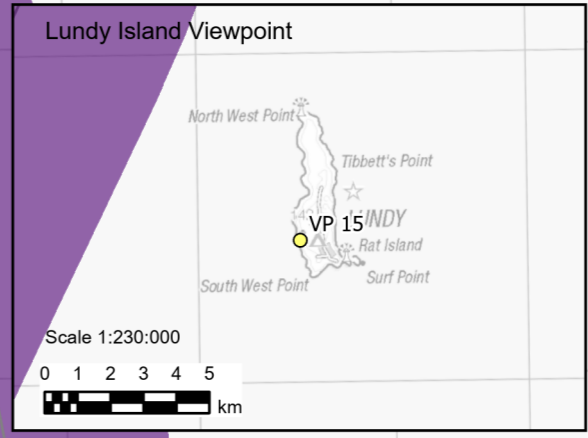 Lundy Island Viewpoint
North West Point
Tibbett's Point
VP 15
Rat Island
Surf Point
South West Point
Scale 1:230:000
0 1 2 3 4 5
km